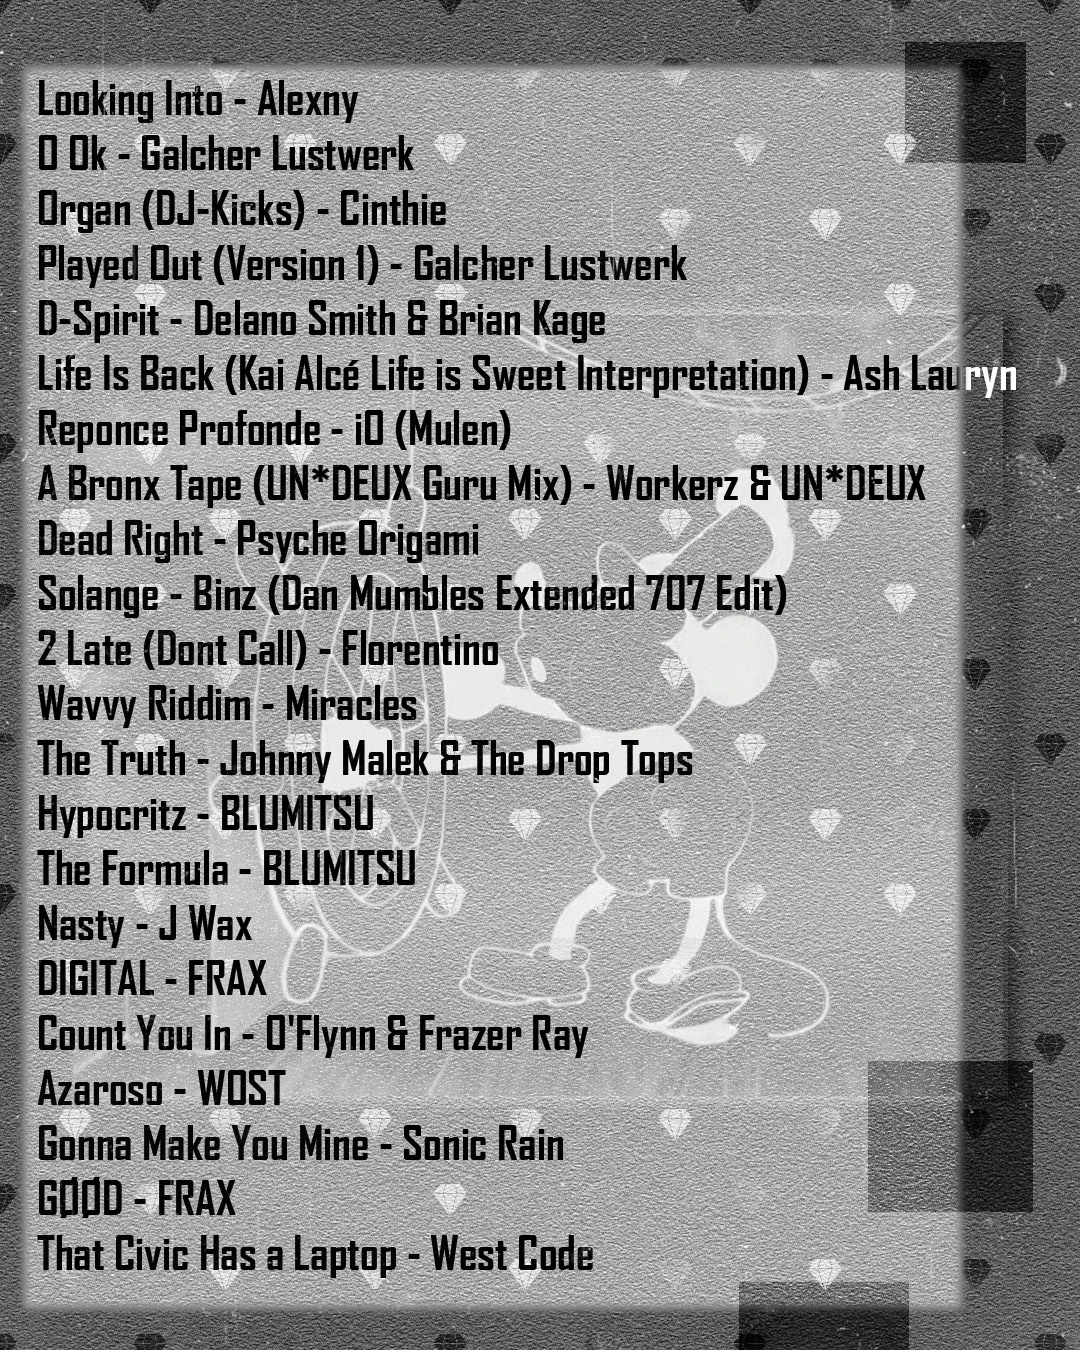 Looking Into - Alexny
O Ok - Galcher Lustwerk
Organ (DJ-Kicks) - Cinthie
Played Out (Version 1) - Galcher Lustwerk
D-Spirit - Delano Smith & Brian Kage
Life Is Back (Kai Alcé Life is Sweet Interpretation) - Ash Lauryn
Reponce Profonde - iO (Mulen)
A Bronx Tape (UN*DEUX Guru Mix) - Workerz & UN*DEUX
Dead Right - Psyche Origami
Solange - Binz (Dan Mumbles Extended 707 Edit)
2 Late (Dont Call) - Florentino
Wavvy Riddim - Miracles
The Truth - Johnny Malek & The Drop Tops
Hypocritz - BLUMITSU
The Formula - BLUMITSU
Nasty - J Wax
DIGITAL - FRAX
Count You In - O'Flynn & Frazer Ray
Azaroso - WOST
Gonna Make You Mine - Sonic Rain
GØØD - FRAX
That Civic Has a Laptop - West Code